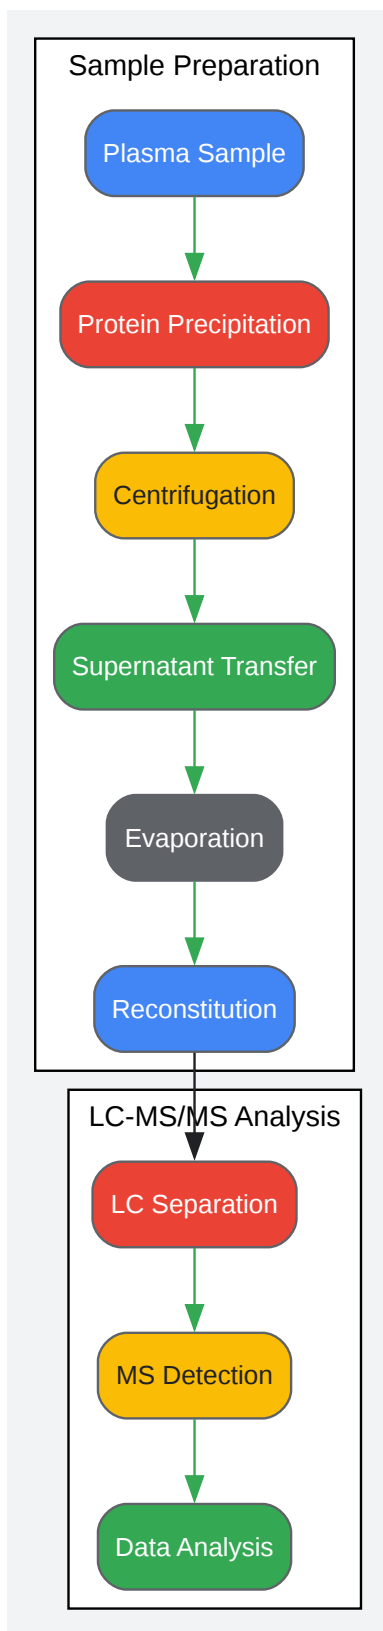 Sample Preparation
Plasma Sample
Protein Precipitation
Centrifugation
Supernatant Transfer
Evaporation
Reconstitution
LC-MS/MS Analysis
LC Separation
MS Detection
Data Analysis